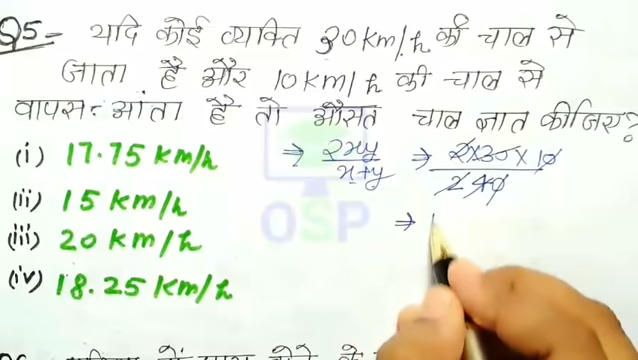 Q5- यदि कोई व्यक्ति 30 km/h की चाल से
जाता है और 10 km/h की चाल से
वापस आता है तो औसत चाल ज्ञात कीजिए?
(i) 17.75 km/h
(ii) 15 km/h
(iii) 20 km/h
(iv) 18.25 km/h
⇒ 2xy / x+y ⇒ 2×30×10 / 40
⇒
OSP